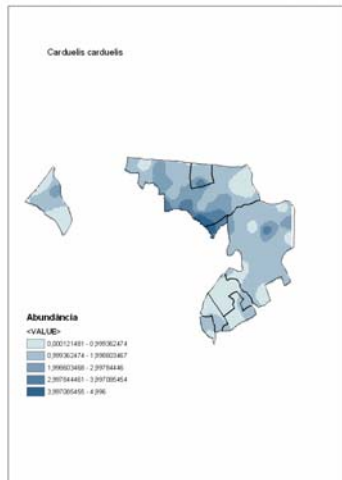 Carduelis carduelis
Abundància
<VALUE>
0,000121481 - 0,999362474
0,999362474 - 1,998603467
1,998603468 - 2,99784446
2,997844461 - 3,997085454
3,997085455 - 4,996